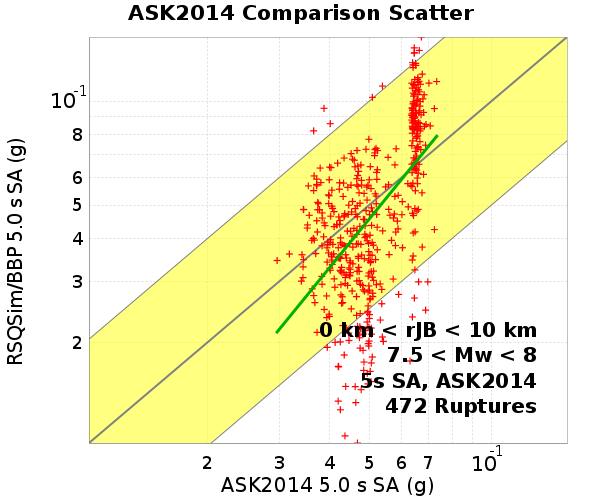 ASK2014 Comparison Scatter
RSQSim/BBP 5.0 s SA (g)
10-1
8
6
5
4
3
2
0 km < rJB < 10 km
7.5 < Mw < 8
5s SA, ASK2014
472 Ruptures
2 3 4 5 6 7 10-1
ASK2014 5.0 s SA (g)